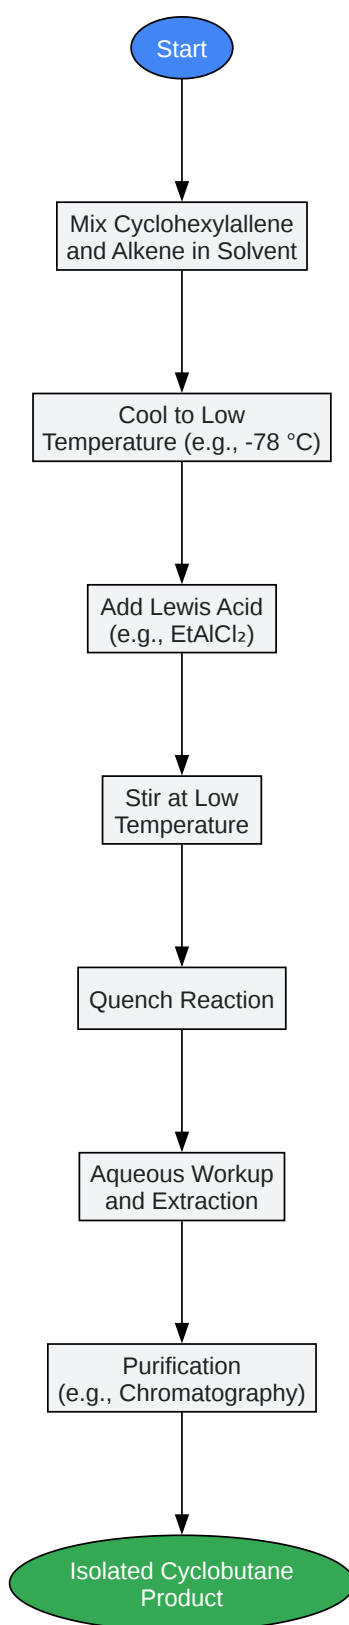 Start
Mix Cyclohexylallene
and Alkene in Solvent
Cool to Low
Temperature (e.g., -78 °C)
Add Lewis Acid
(e.g., EtAlCl₂)
Stir at Low
Temperature
Quench Reaction
Aqueous Workup
and Extraction
Purification
(e.g., Chromatography)
Isolated Cyclobutane
Product